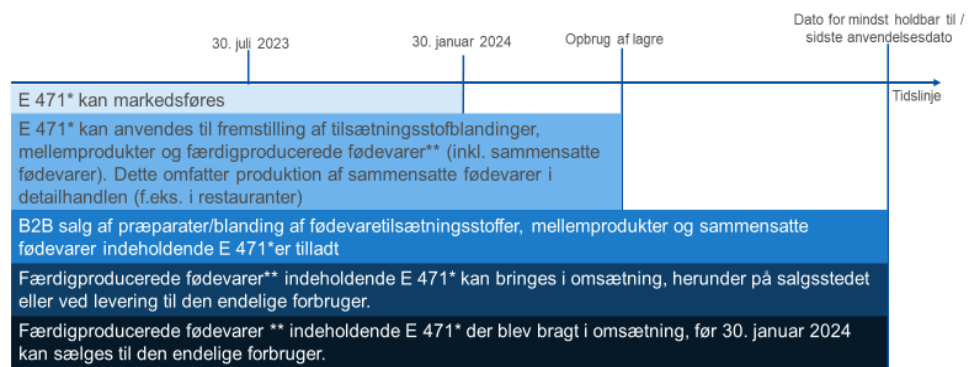 30. juli 2023
30. januar 2024
Opbrug af lagre
Dato for mindst holdbar til /
sidste anvendelsesdato
Tidslinje
E 471* kan markedsføres
E 471* kan anvendes til fremstilling af tilsætningsstofblandinger,
mellemprodukter og færdigproducerede fødevarer** (inkl. sammensatte
fødevarer). Dette omfatter produktion af sammensatte fødevarer i
detailhandlen (f.eks. i restauranter)
B2B salg af præparater/blanding af fødevaretilsætningsstoffer, mellemprodukter og sammensatte
fødevarer indeholdende E 471*er tilladt
Færdigproducerede fødevarer** indeholdende E 471* kan bringes i omsætning, herunder på salgsstedet
eller ved levering til den endelige forbruger.
Færdigproducerede fødevarer ** indeholdende E 471* der blev bragt i omsætning, før 30. januar 2024
kan sælges til den endelige forbruger.